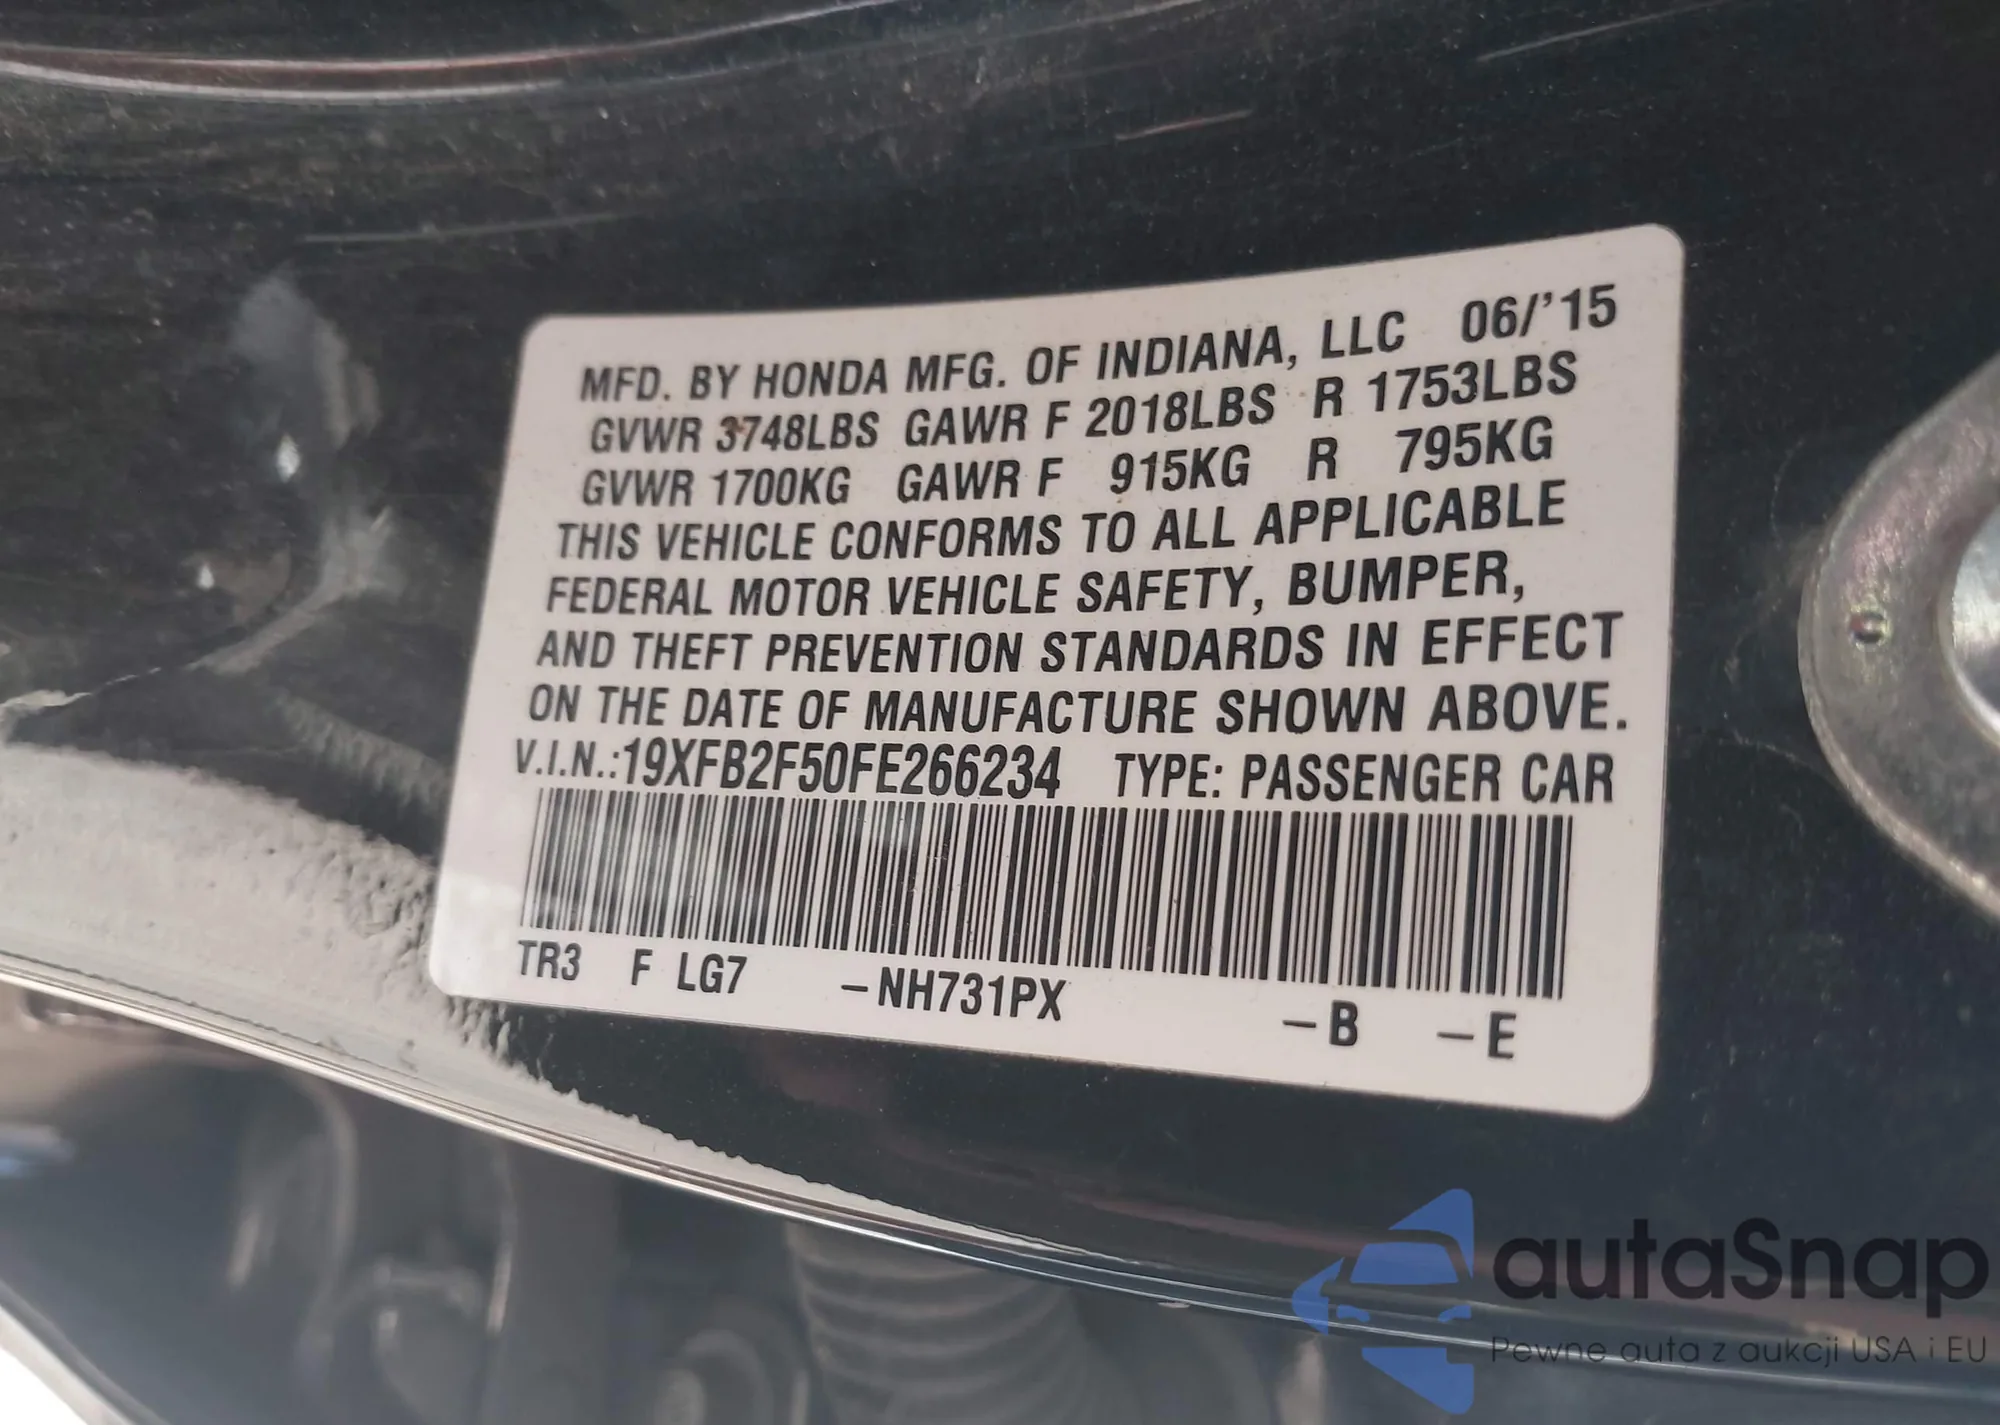 MFD. BY HONDA MFG. OF INDIANA, LLC 06/'15
GVWR 3748LBS GAWR F 2018LBS R 1753LBS
GVWR 1700KG GAWR F 915KG R 795KG
THIS VEHICLE CONFORMS TO ALL APPLICABLE
FEDERAL MOTOR VEHICLE SAFETY, BUMPER,
AND THEFT PREVENTION STANDARDS IN EFFECT
ON THE DATE OF MANUFACTURE SHOWN ABOVE.
V.I.N.:19XFB2F50FE266234 TYPE: PASSENGER CAR
TR3 F LG7 –NH731PX –B –E
autaSnap
Pewne auta z aukcji USA i EU